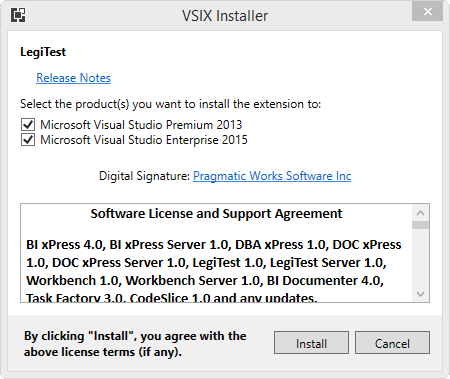 VSIX Installer
LegiTest
Release Notes
Select the product(s) you want to install the extension to:
Microsoft Visual Studio Premium 2013
Microsoft Visual Studio Enterprise 2015
Digital Signature: Pragmatic Works Software Inc
Software License and Support Agreement
BI xPress 4.0, BI xPress Server 1.0, DBA xPress 1.0, DOC xPress
1.0, DOC xPress Server 1.0, LegiTest 1.0, LegiTest Server 1.0,
Workbench 1.0, Workbench Server 1.0, BI Documenter 4.0,
Task Factory 3.0, CodeSlice 1.0 and any updates.
By clicking "Install", you agree with the
above license terms (if any).
Install
Cancel